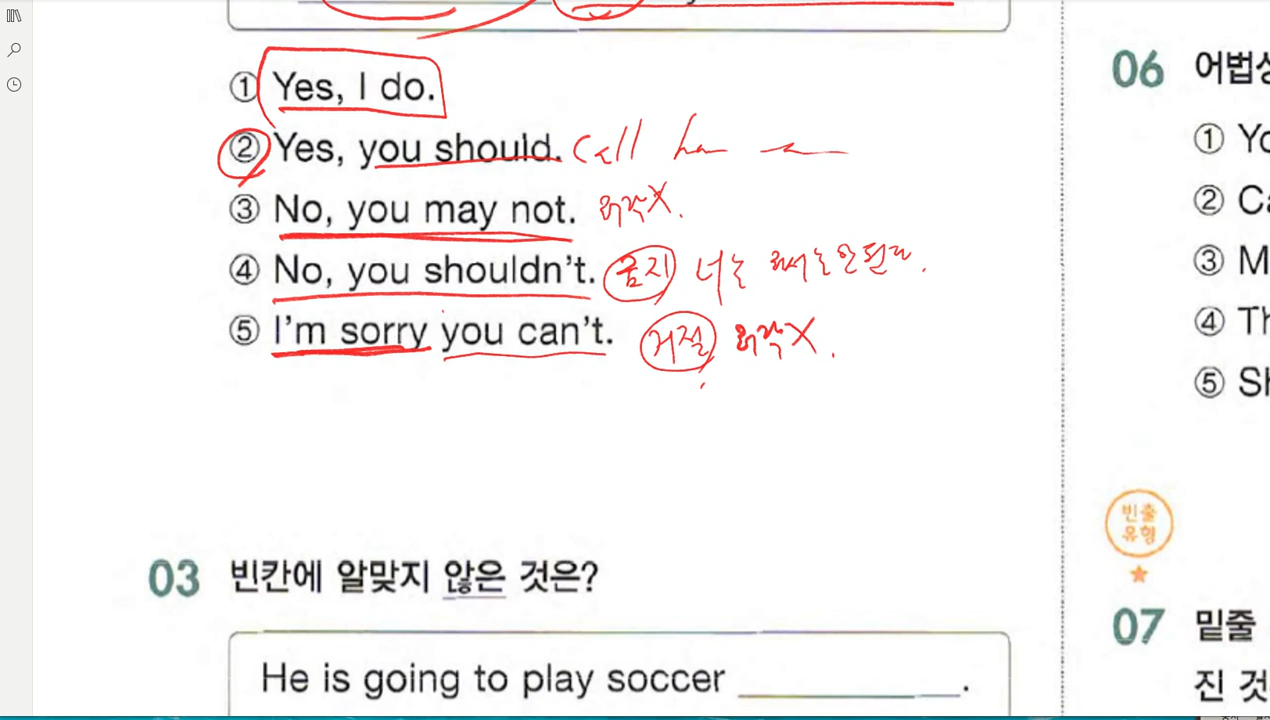 ① Yes, I do.
② Yes, you should. Call
③ No, you may not. 허락X.
④ No, you shouldn't. 금지 너는 해서는 안 된다.
⑤ I'm sorry you can't. 거절 허락X.
03 빈칸에 알맞지 않은 것은?
He is going to play soccer ________.
06 어법상
① Yo
② Ca
③ M
④ Th
⑤ Sh
빈출
유형
07 밑줄
진 것